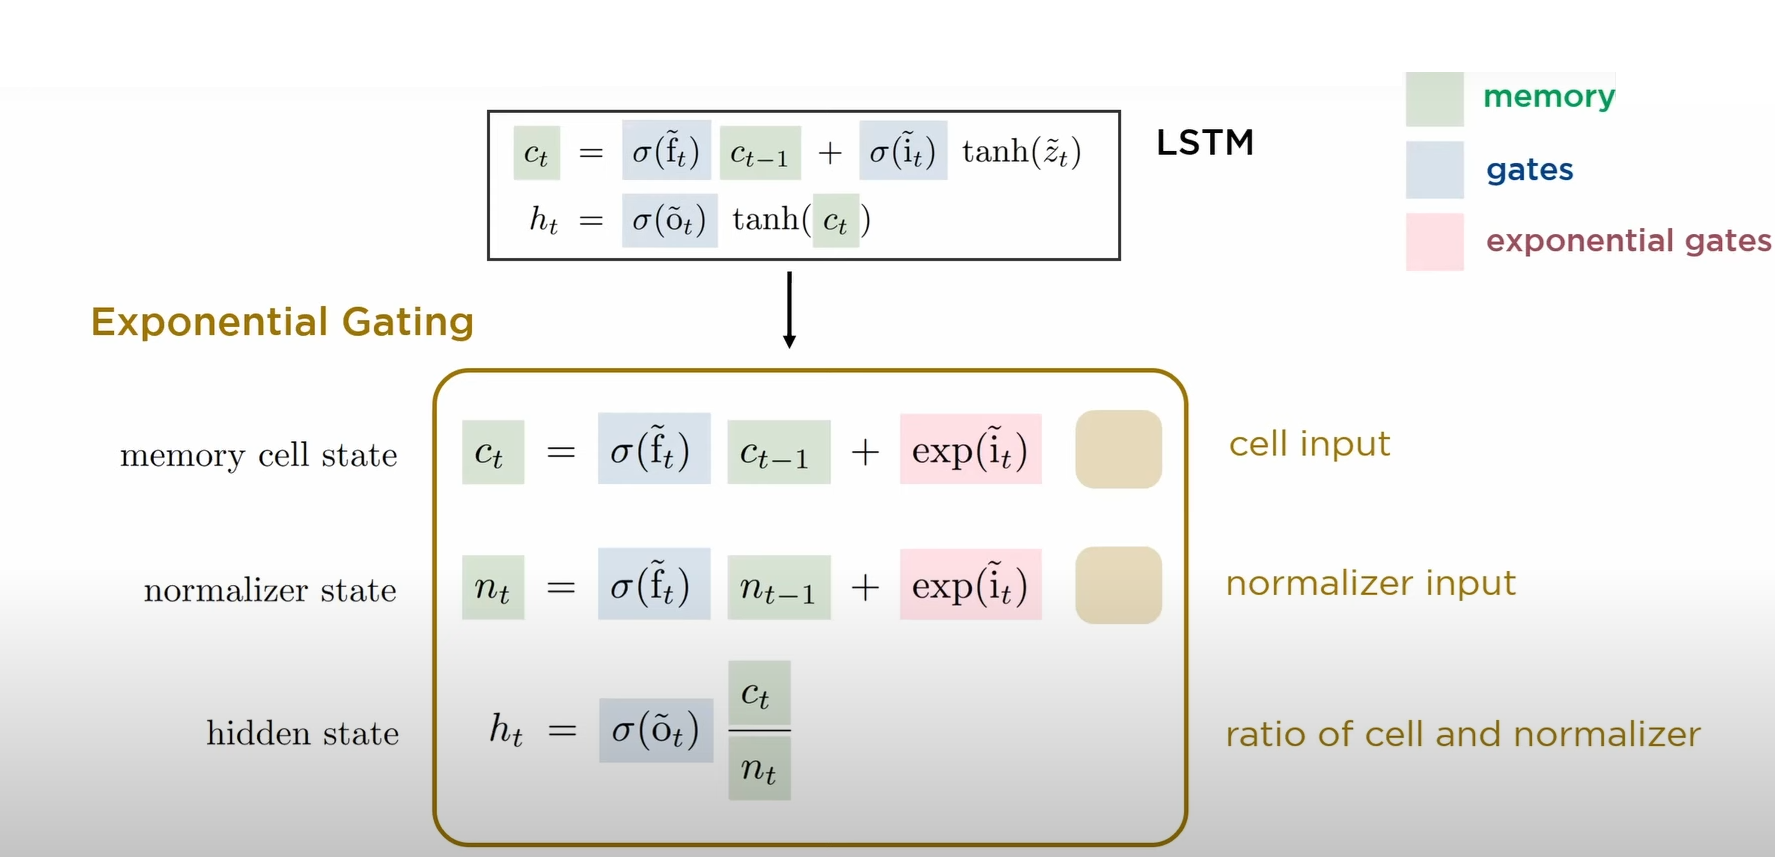 memory
c_t = σ(f̃_t) c_{t−1} + σ(ĩ_t) tanh(z̃_t)
LSTM
gates
h_t = σ(õ_t) tanh(c_t)
exponential gates
Exponential Gating
memory cell state c_t = σ(f̃_t) c_{t−1} + exp(ĩ_t) cell input
normalizer state n_t = σ(f̃_t) n_{t−1} + exp(ĩ_t) normalizer input
hidden state h_t = σ(õ_t) c_t / n_t ratio of cell and normalizer